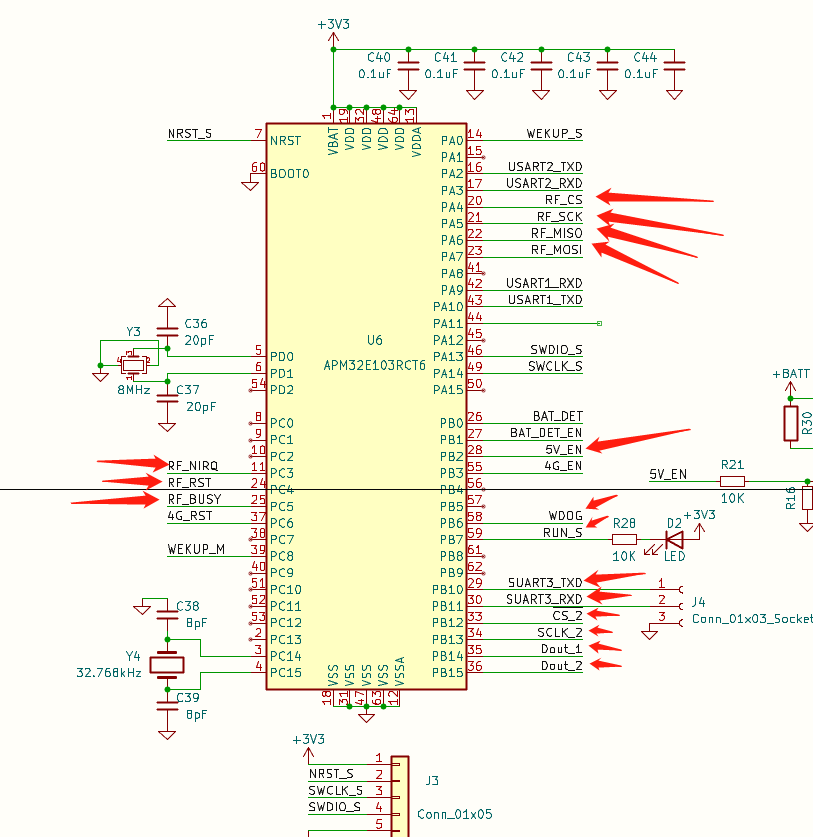 +3V3
C40 C41 C42 C43 C44
0.1uF 0.1uF 0.1uF 0.1uF 0.1uF
1 19 32 48 64 13
VBAT VDD VDD VDD VDD VDDA
NRST_S 7 NRST
60 BOOT0
PA0 14 WEKUP_S
PA1 15
PA2 16 USART2_TXD
PA3 17 USART2_RXD
PA4 20 RF_CS
PA5 21 RF_SCK
PA6 22 RF_MISO
PA7 23 RF_MOSI
PA8 41
PA9 42 USART1_RXD
PA10 43 USART1_TXD
PA11 44
PA12 45
PA13 46 SWDIO_S
PA14 49 SWCLK_S
PA15 50
U6
APM32E103RCT6
C36
20pF
Y3
4 3 2 1
8MHz
C37
20pF
5 PD0
6 PD1
54 PD2
8 PC0
9 PC1
10 PC2
RF_NIRQ 11 PC3
RF_RST 24 PC4
RF_BUSY 25 PC5
4G_RST 37 PC6
38 PC7
WEKUP_M 39 PC8
40 PC9
51 PC10
52 PC11
53 PC12
2 PC13
3 PC14
4 PC15
PB0 26 BAT_DET
PB1 27 BAT_DET_EN
PB2 28 5V_EN
PB3 55 4G_EN
PB4 56
PB5 57
PB6 58 WDOG
PB7 59 RUN_S
PB8 61
PB9 62
PB10 29 SUART3_TXD
PB11 30 SUART3_RXD
PB12 33 CS_2
PB13 34 SCLK_2
PB14 35 Dout_1
PB15 36 Dout_2
C38
8pF
Y4
32.768kHz
C39
8pF
VSS VSS VSS VSS VSSA
18 31 47 63 12
+BATT
R30
5V_EN R21
10K
R16
R28
10K
D2
LED
+3V3
1
2
3
J4
Conn_01x03_Socket
+3V3
1
NRST_S 2
SWCLK_S 3
SWDIO_S 4
5
J3
Conn_01x05